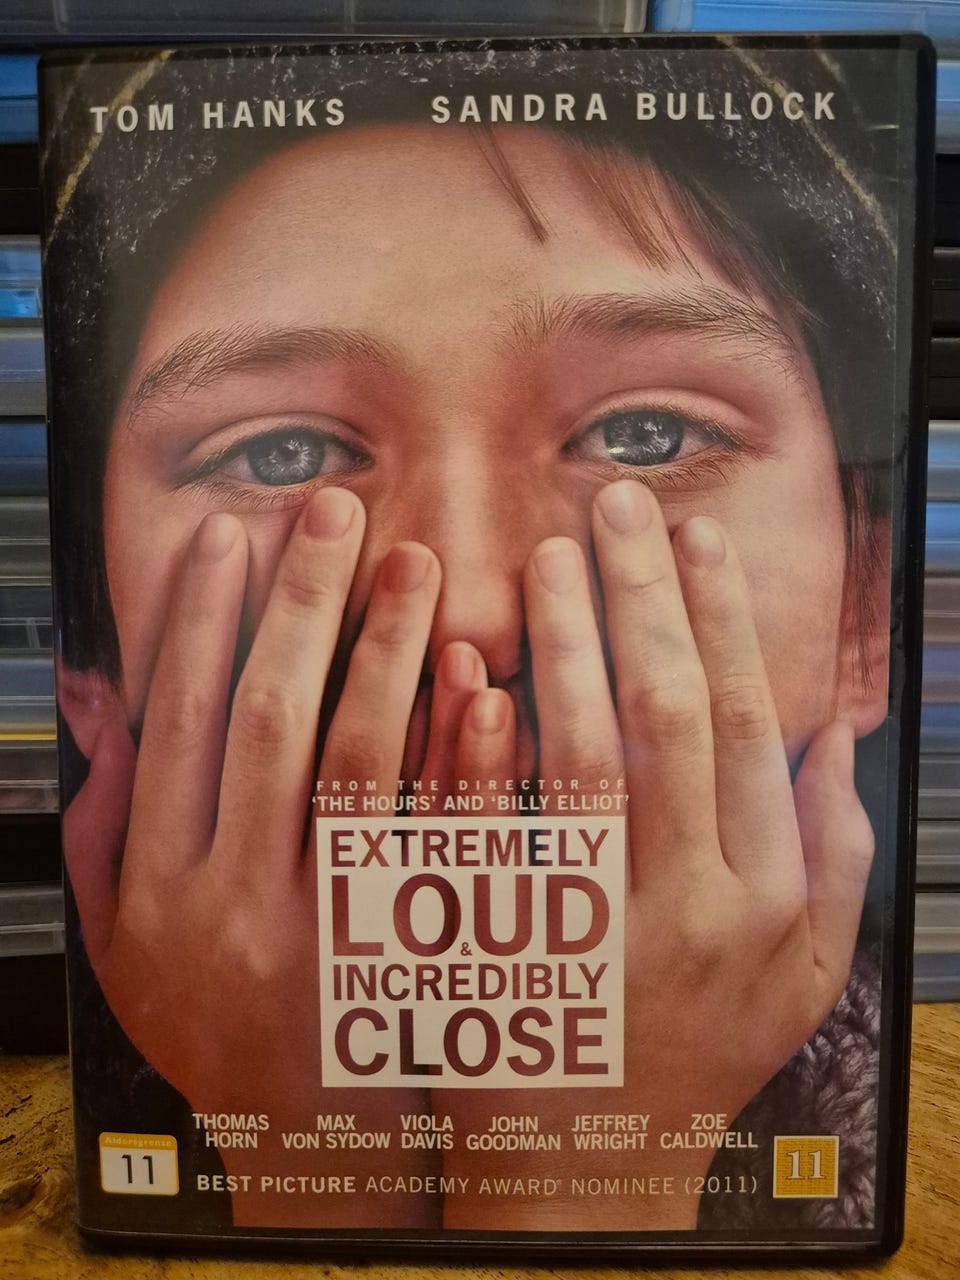 TOM HANKS SANDRA BULLOCK
FROM THE DIRECTOR OF
'THE HOURS' AND 'BILLY ELLIOT'
EXTREMELY
LOUD
&
INCREDIBLY
CLOSE
THOMAS HORN
MAX VON SYDOW
VIOLA DAVIS
JOHN GOODMAN
JEFFREY WRIGHT
ZOE CALDWELL
Aldersgrense
11
BEST PICTURE ACADEMY AWARD® NOMINEE (2011)
11